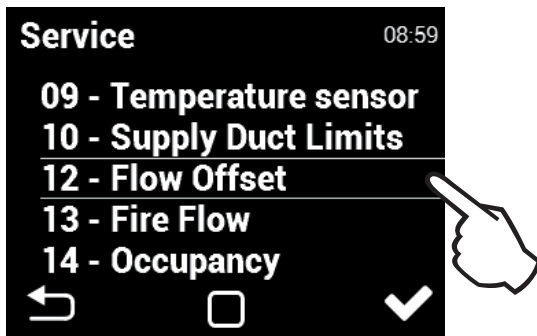 Service 08:59
09 - Temperature sensor
10 - Supply Duct Limits
12 - Flow Offset
13 - Fire Flow
14 - Occupancy